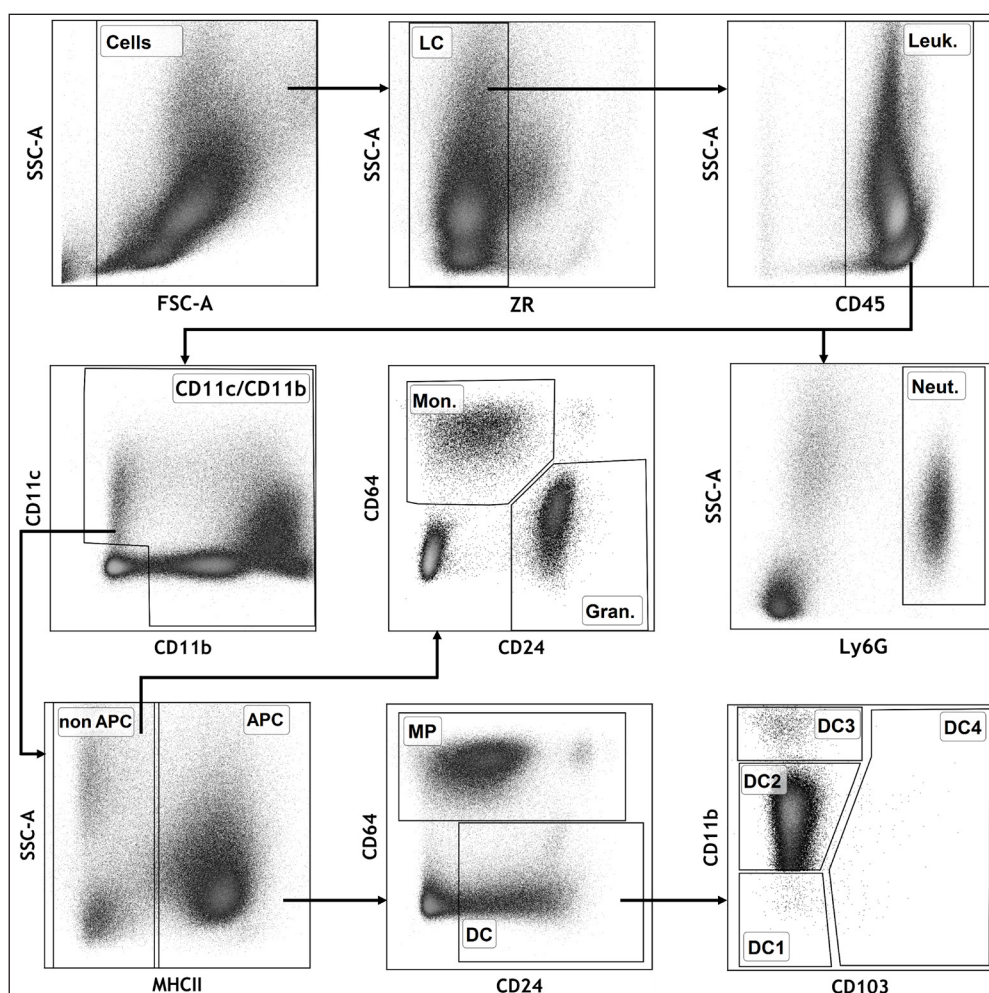 Cells
SSC-A
FSC-A
LC
SSC-A
ZR
Leuk.
SSC-A
CD45
CD11c/CD11b
CD11c
CD11b
Mon.
CD64
Gran.
CD24
Neut.
SSC-A
Ly6G
non APC
APC
SSC-A
MHCII
MP
CD64
DC
CD24
DC3
DC4
DC2
CD11b
DC1
CD103